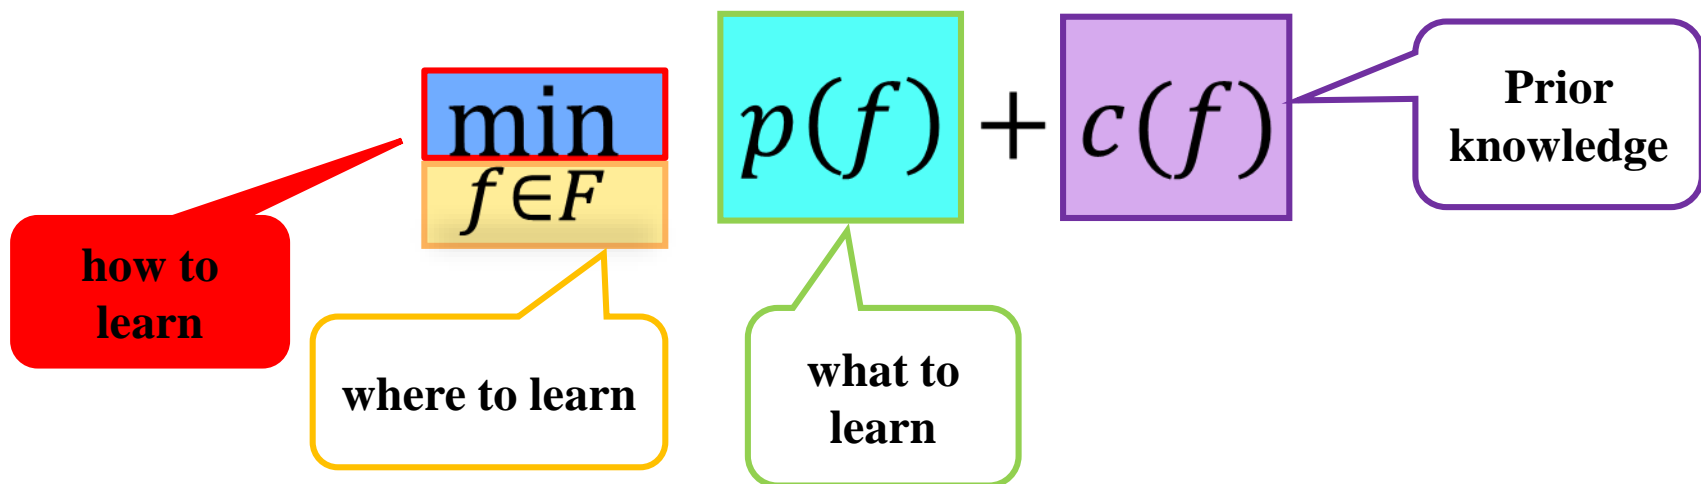 min p(f) + c(f)
f∈F
Prior
knowledge
how to
learn
where to learn
what to
learn